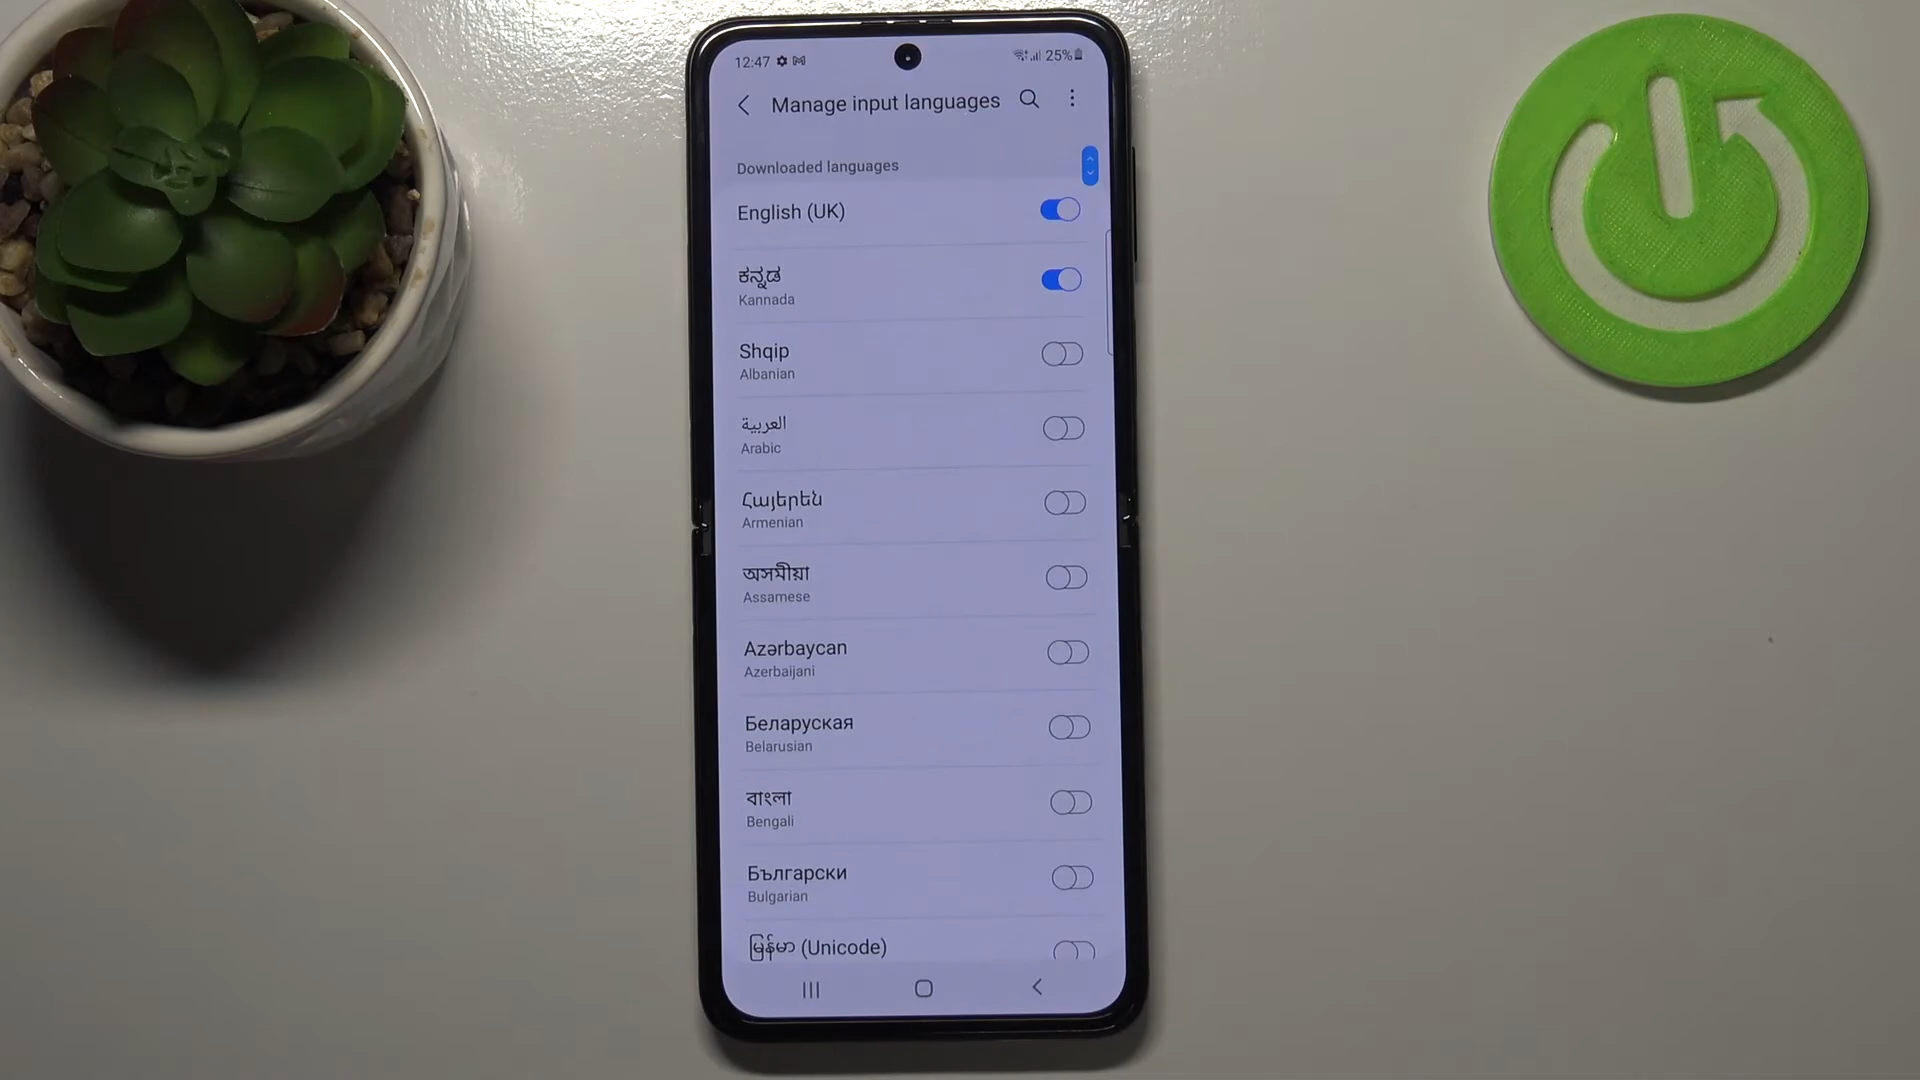 12:47
25%
Manage input languages
Downloaded languages
English (UK)
ಕನ್ನಡ
Kannada
Shqip
Albanian
العربية
Arabic
Հայերեն
Armenian
অসমীয়া
Assamese
Azərbaycan
Azerbaijani
Беларуская
Belarusian
বাংলা
Bengali
Български
Bulgarian
မြန်မာ (Unicode)